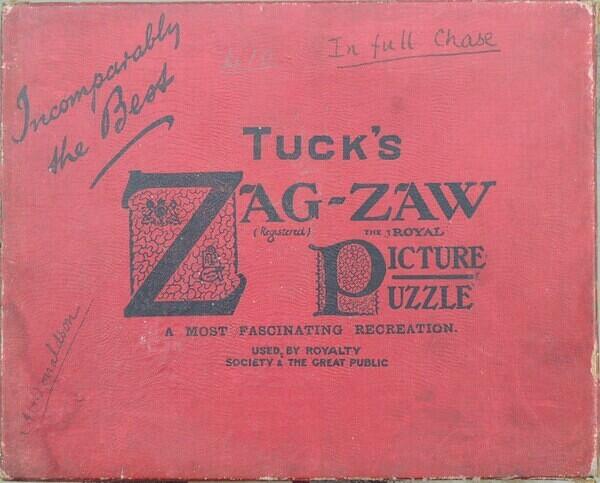 Incomparably
the Best
In full Chase
TUCK'S
ZAG-ZAW
(Registered) THE ROYAL
PICTURE
PUZZLE
A MOST FASCINATING RECREATION.
USED, BY ROYALTY
SOCIETY & THE GREAT PUBLIC